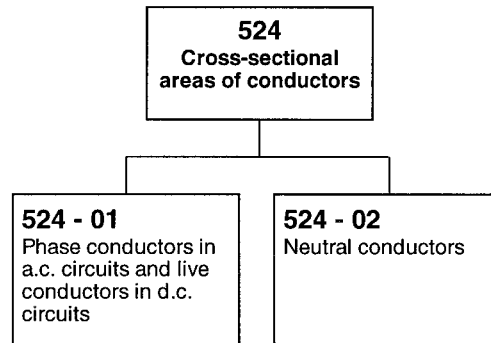 524
Cross-sectional
areas of conductors
524 - 01
Phase conductors in
a.c. circuits and live
conductors in d.c.
circuits
524 - 02
Neutral conductors